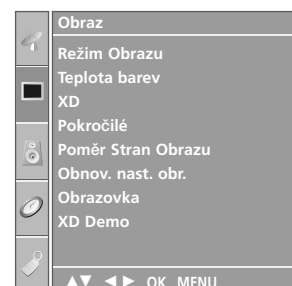 Obraz
Režim Obrazu
Teplota barev
XD
Pokročilé
Poměr Stran Obrazu
Obnov. nast. obr.
Obrazovka
XD Demo
▲▼ ◄► OK MENU